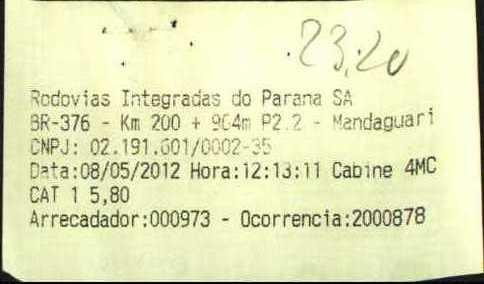 23,20
Rodovias Integradas do Parana SA
BR-376 - Km 200 + 904m P2.2 - Mandaguari
CNPJ: 02.191.601/0002-35
Data:08/05/2012 Hora:12:13:11 Cabine 4MC
CAT 1 5,80
Arrecadador:000973 - Ocorrencia:2000878